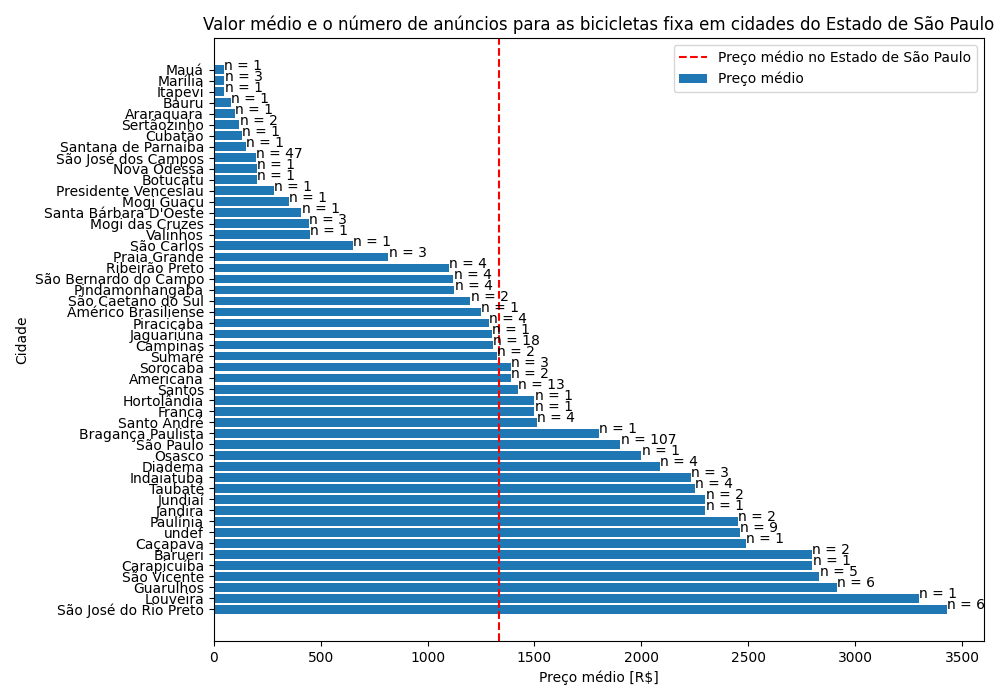 Valor médio e o número de anúncios para as bicicletas fixa em cidades do Estado de São Paulo
Preço médio no Estado de São Paulo
Preço médio
Cidade
Mauá n = 1
Marília n = 3
Itapevi n = 1
Bauru n = 1
Araraquara n = 1
Sertãozinho n = 2
Cubatão n = 1
Santana de Parnaíba n = 1
São José dos Campos n = 47
Nova Odessa n = 1
Botucatu n = 1
Presidente Venceslau n = 1
Mogi Guaçu n = 1
Santa Bárbara D'Oeste n = 1
Mogi das Cruzes n = 3
Valinhos n = 1
São Carlos n = 1
Praia Grande n = 3
Ribeirão Preto n = 4
São Bernardo do Campo n = 4
Pindamonhangaba n = 4
São Caetano do Sul n = 2
Américo Brasiliense n = 1
Piracicaba n = 4
Jaguariúna n = 1
Campinas n = 18
Sumaré n = 2
Sorocaba n = 3
Americana n = 2
Santos n = 13
Hortolândia n = 1
Franca n = 1
Santo André n = 4
Bragança Paulista n = 1
São Paulo n = 107
Osasco n = 1
Diadema n = 4
Indaiatuba n = 3
Taubaté n = 4
Jundiaí n = 2
Jandira n = 1
Paulínia n = 2
undef n = 9
Caçapava n = 1
Barueri n = 2
Carapicuíba n = 1
São Vicente n = 5
Guarulhos n = 6
Louveira n = 1
São José do Rio Preto n = 6
0 500 1000 1500 2000 2500 3000 3500
Preço médio [R$]